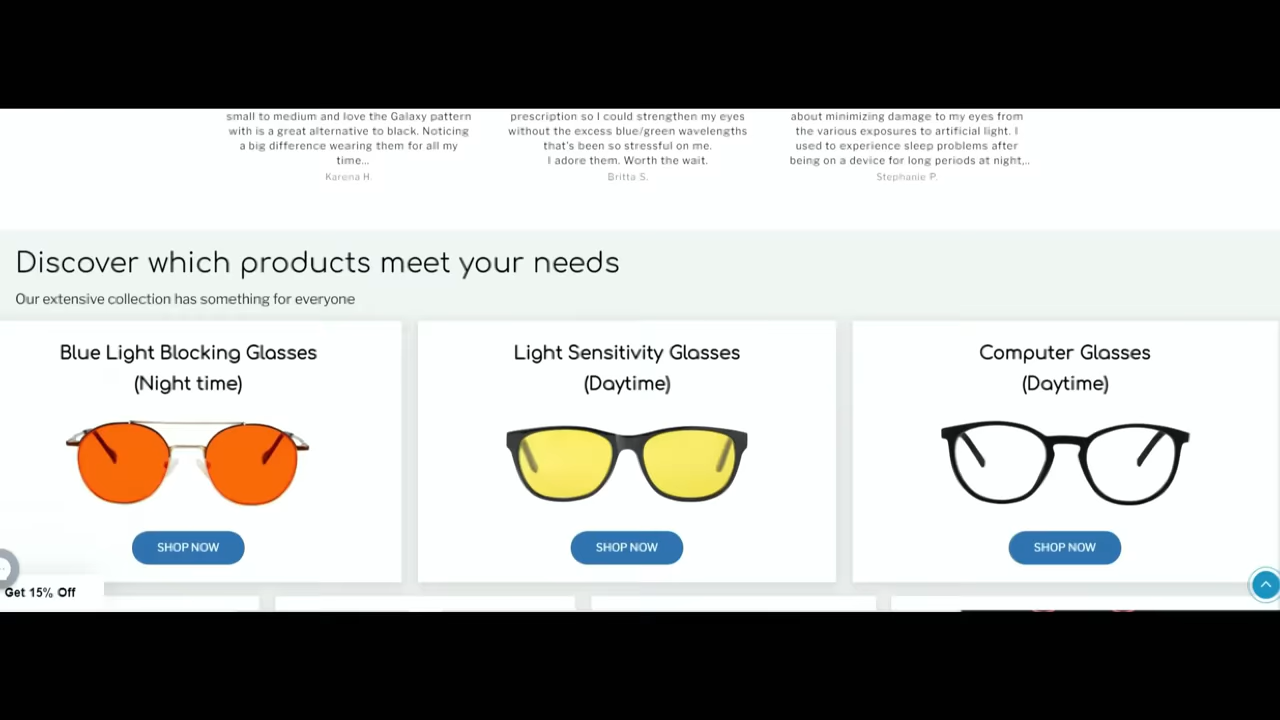 small to medium and love the Galaxy pattern
with is a great alternative to black. Noticing
a big difference wearing them for all my
time...
Karena H.
prescription so I could strengthen my eyes
without the excess blue/green wavelengths
that's been so stressful on me.
I adore them. Worth the wait.
Britta S.
about minimizing damage to my eyes from
the various exposures to artificial light. I
used to experience sleep problems after
being on a device for long periods at night,..
Stephanie P.
Discover which products meet your needs
Our extensive collection has something for everyone
Blue Light Blocking Glasses
(Night time)
SHOP NOW
Light Sensitivity Glasses
(Daytime)
SHOP NOW
Computer Glasses
(Daytime)
SHOP NOW
Get 15% Off